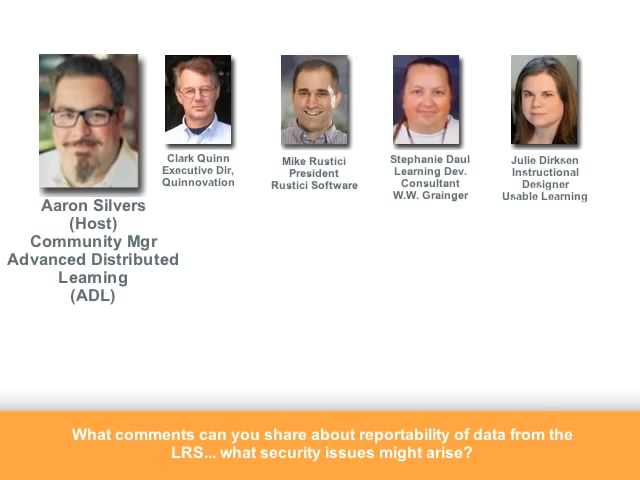 Aaron Silvers
(Host)
Community Mgr
Advanced Distributed
Learning
(ADL)
Clark Quinn
Executive Dir,
Quinnovation
Mike Rustici
President
Rustici Software
Stephanie Daul
Learning Dev.
Consultant
W.W. Grainger
Julie Dirksen
Instructional
Designer
Usable Learning
What comments can you share about reportability of data from the
LRS... what security issues might arise?